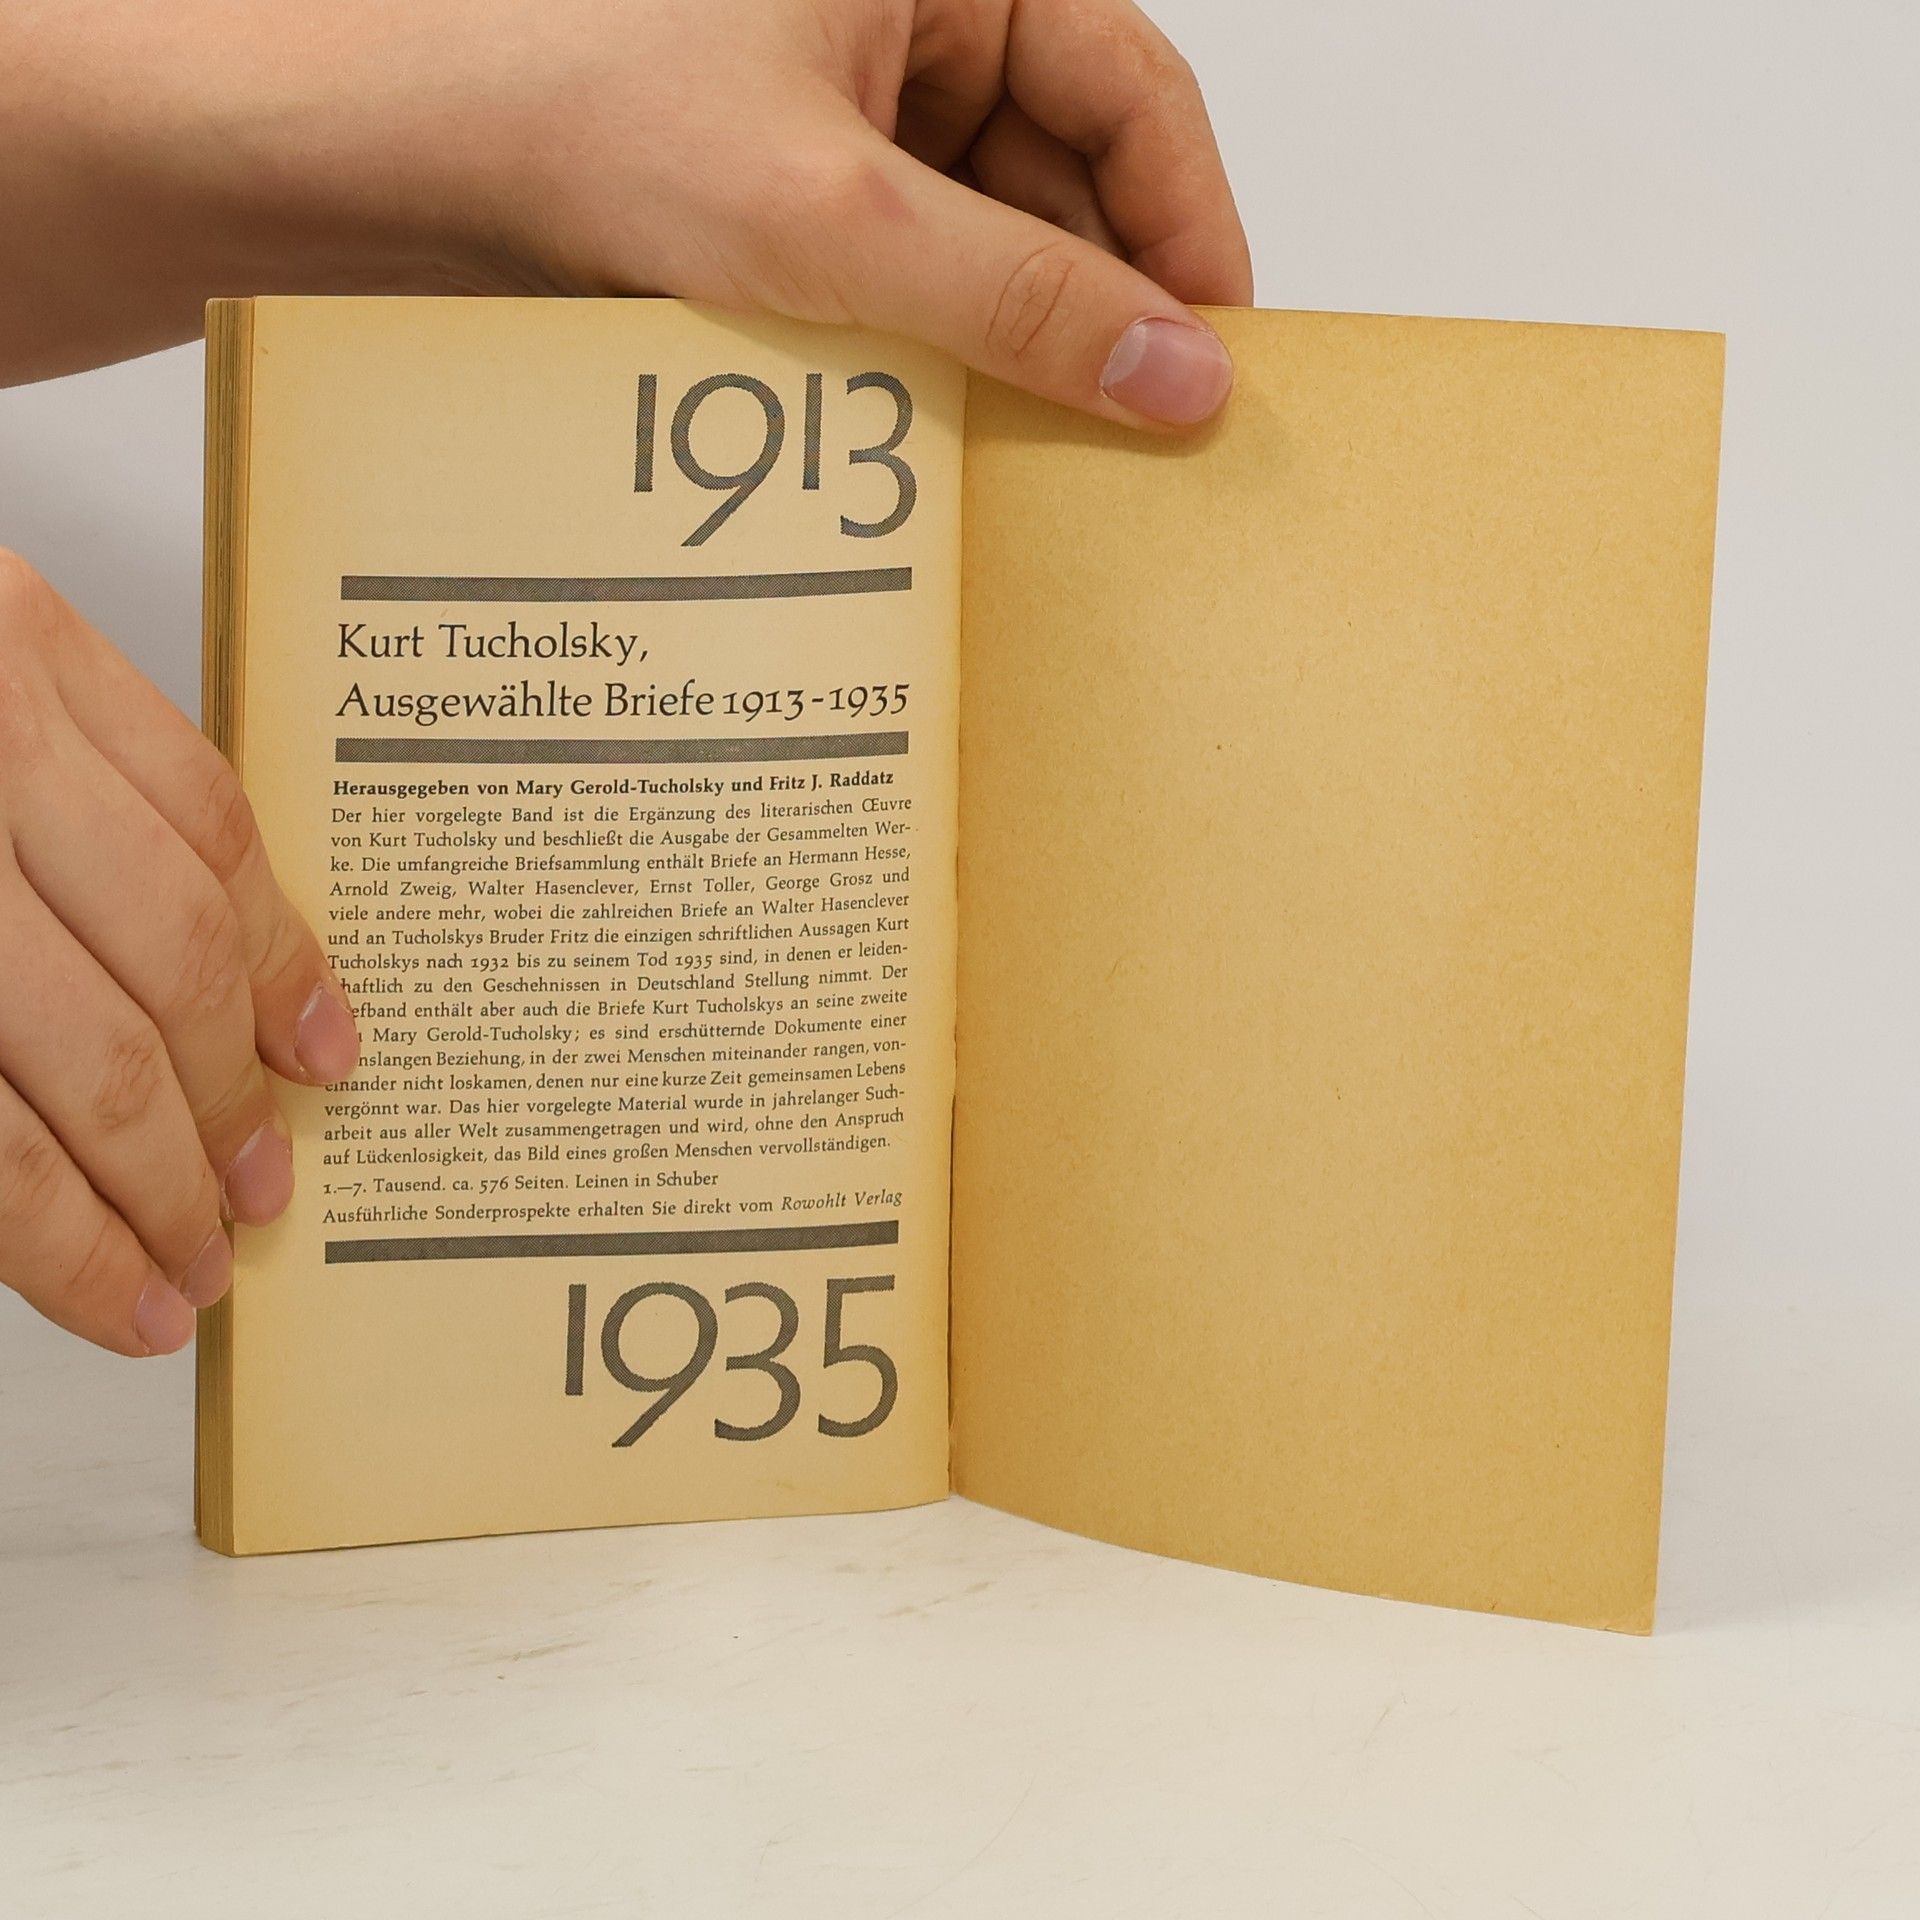 1913
Kurt Tucholsky,
Ausgewählte Briefe 1913-1935
Herausgegeben von Mary Gerold-Tucholsky und Fritz J. Raddatz
Der hier vorgelegte Band ist die Ergänzung des literarischen Œuvre
von Kurt Tucholsky und beschließt die Ausgabe der Gesammelten Wer-
ke. Die umfangreiche Briefsammlung enthält Briefe an Hermann Hesse,
Arnold Zweig, Walter Hasenclever, Ernst Toller, George Grosz und
viele andere mehr, wobei die zahlreichen Briefe an Walter Hasenclever
und an Tucholskys Bruder Fritz die einzigen schriftlichen Aussagen Kurt
Tucholskys nach 1932 bis zu seinem Tod 1935 sind, in denen er leiden-
haftlich zu den Geschehnissen in Deutschland Stellung nimmt. Der
efband enthält aber auch die Briefe Kurt Tucholskys an seine zweite
Mary Gerold-Tucholsky; es sind erschütternde Dokumente einer
nslangen Beziehung, in der zwei Menschen miteinander rangen, von-
einander nicht loskamen, denen nur eine kurze Zeit gemeinsamen Lebens
vergönnt war. Das hier vorgelegte Material wurde in jahrelanger Such-
arbeit aus aller Welt zusammengetragen und wird, ohne den Anspruch
auf Lückenlosigkeit, das Bild eines großen Menschen vervollständigen.
1.—7. Tausend. ca. 576 Seiten. Leinen in Schuber
Ausführliche Sonderprospekte erhalten Sie direkt vom Rowohlt Verlag
1935